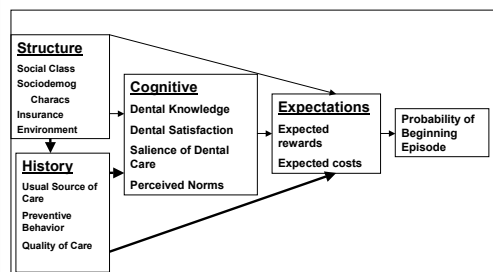 Structure
Social Class
Sociodemog
Characs
Insurance
Environment
History
Usual Source of
Care
Preventive
Behavior
Quality of Care
Cognitive
Dental Knowledge
Dental Satisfaction
Salience of Dental
Care
Perceived Norms
Expectations
Expected
rewards
Expected costs
Probability of
Beginning
Episode